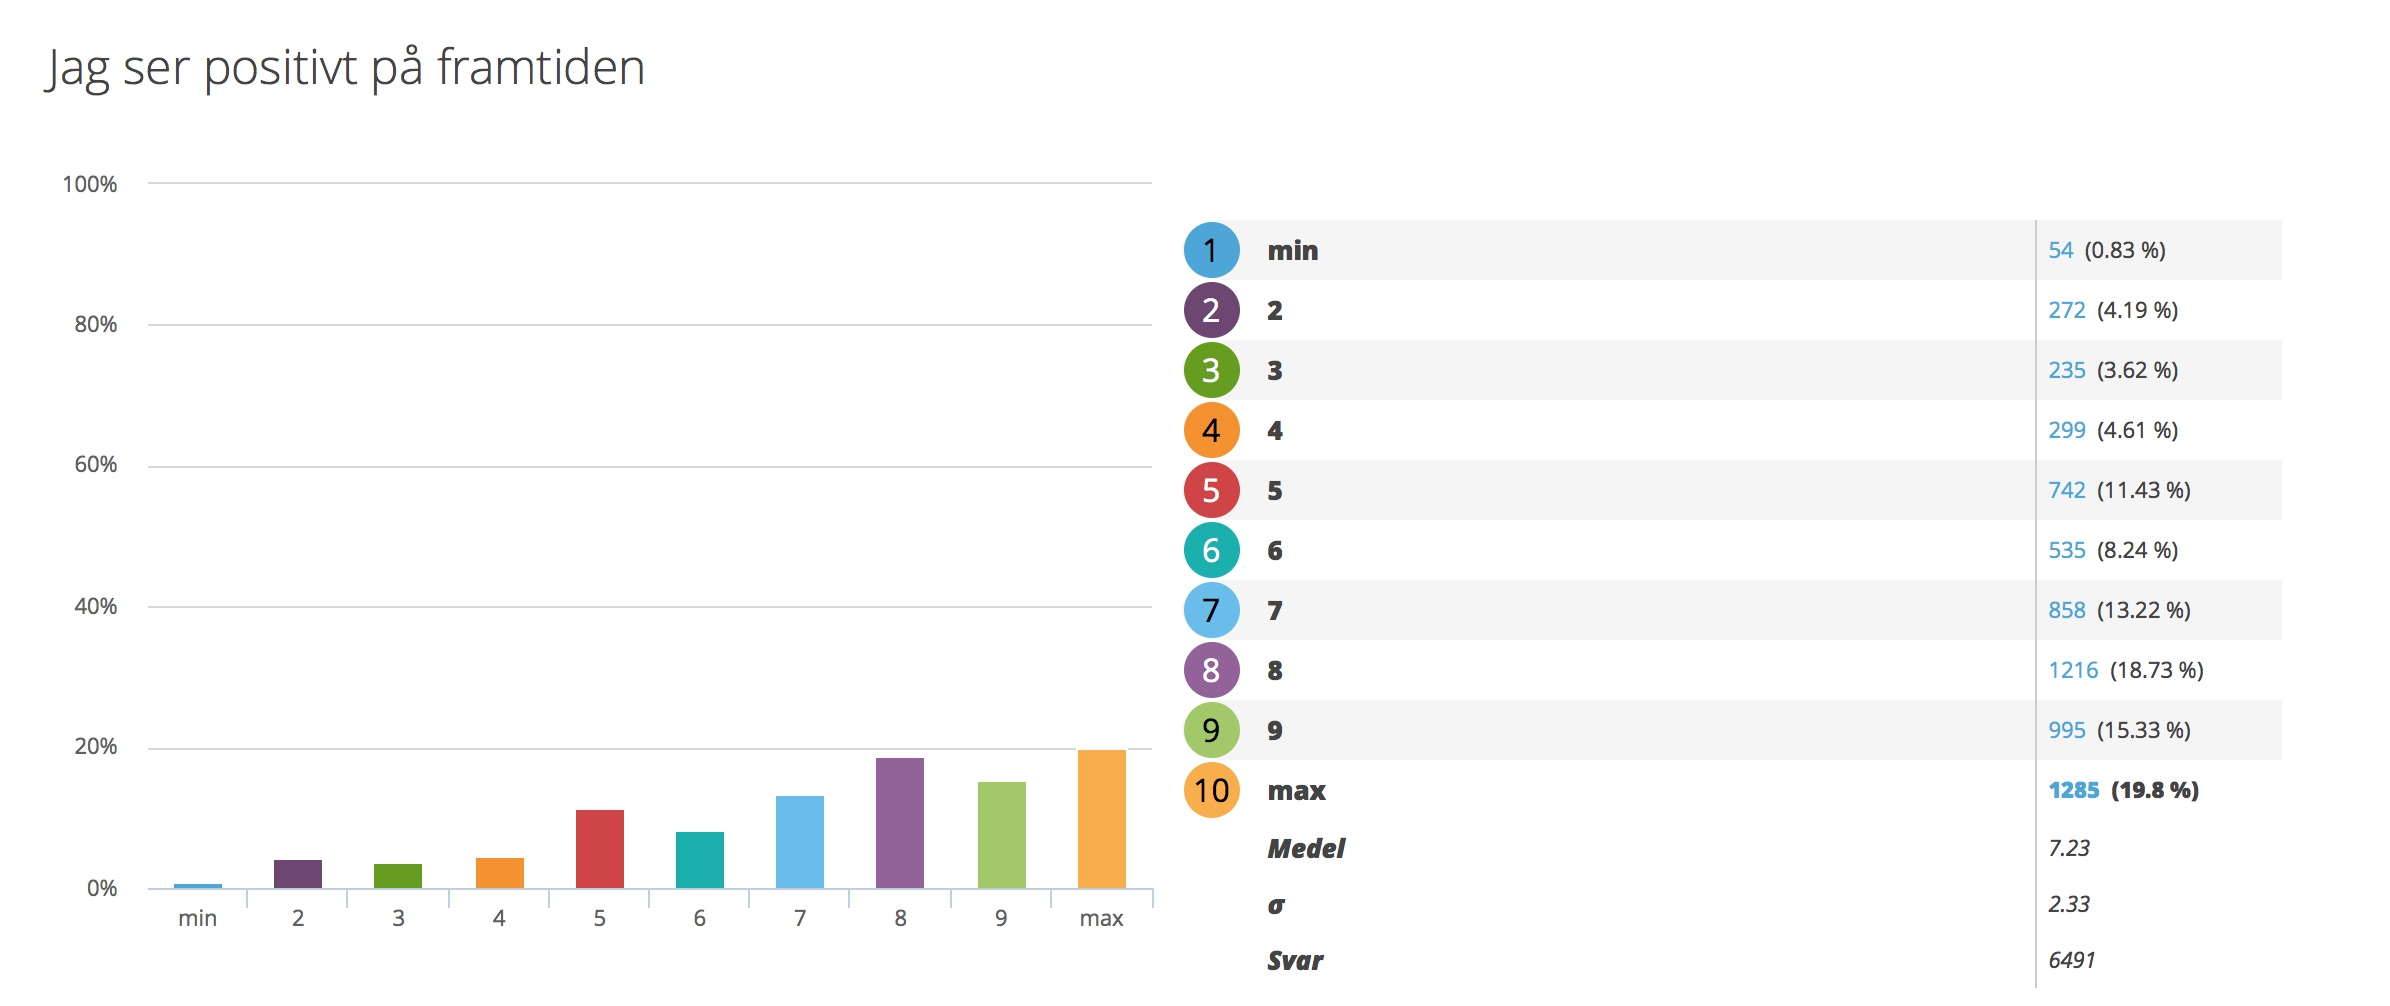 Jag ser positivt på framtiden
100%
80%
60%
40%
20%
0%
min 2 3 4 5 6 7 8 9 max
1 min 54 (0.83 %)
2 2 272 (4.19 %)
3 3 235 (3.62 %)
4 4 299 (4.61 %)
5 5 742 (11.43 %)
6 6 535 (8.24 %)
7 7 858 (13.22 %)
8 8 1216 (18.73 %)
9 9 995 (15.33 %)
10 max 1285 (19.8 %)
Medel 7.23
σ 2.33
Svar 6491